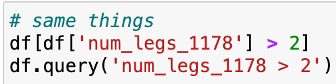 # same things
df[df['num_legs_1178'] > 2]
df.query('num_legs_1178 > 2')